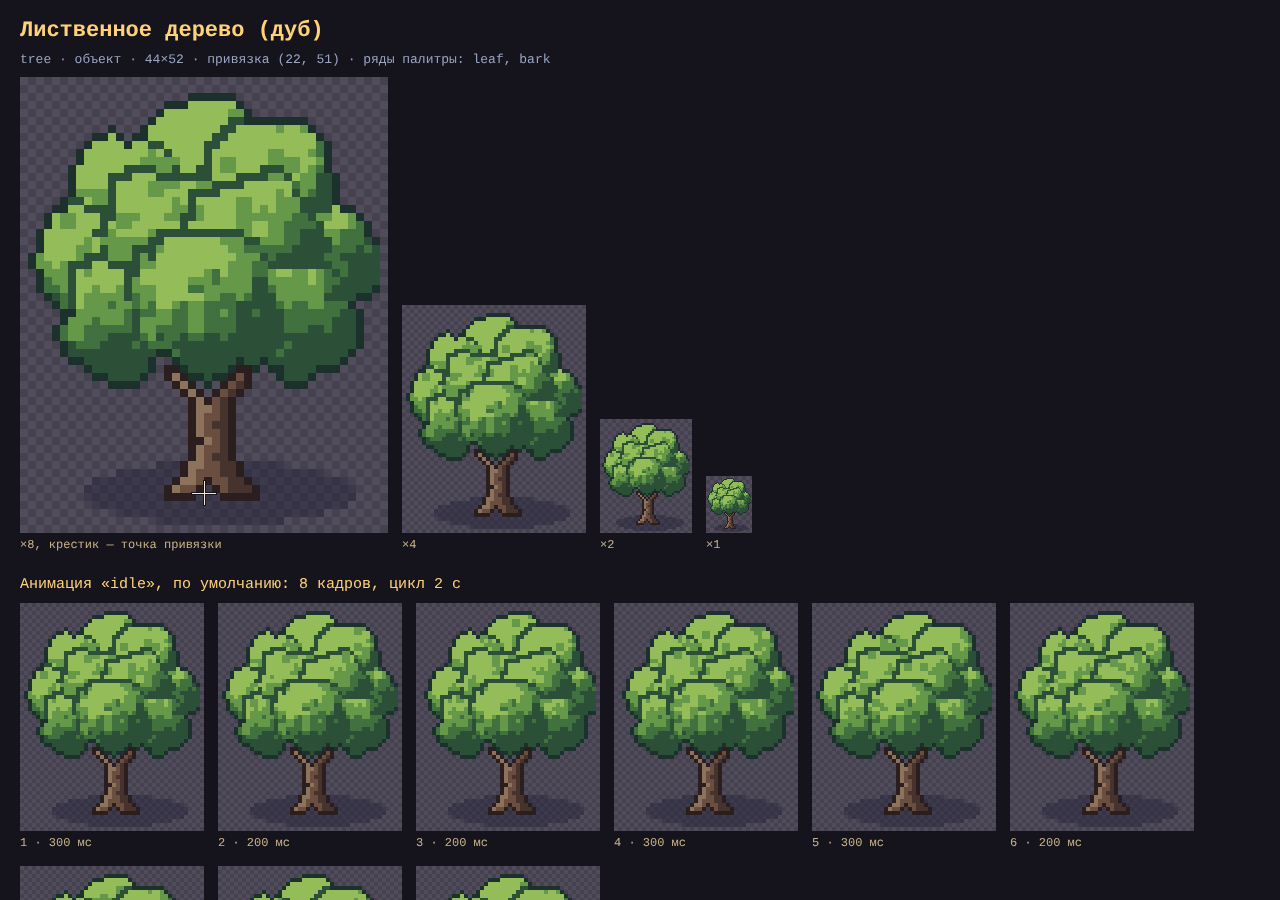 Лиственное дерево (дуб)
tree · объект · 44×52 · привязка (22, 51) · ряды палитры: leaf, bark
×8, крестик — точка привязки
×4
×2
×1
Анимация «idle», по умолчанию: 8 кадров, цикл 2 с
1 · 300 мс
2 · 200 мс
3 · 200 мс
4 · 300 мс
5 · 300 мс
6 · 200 мс